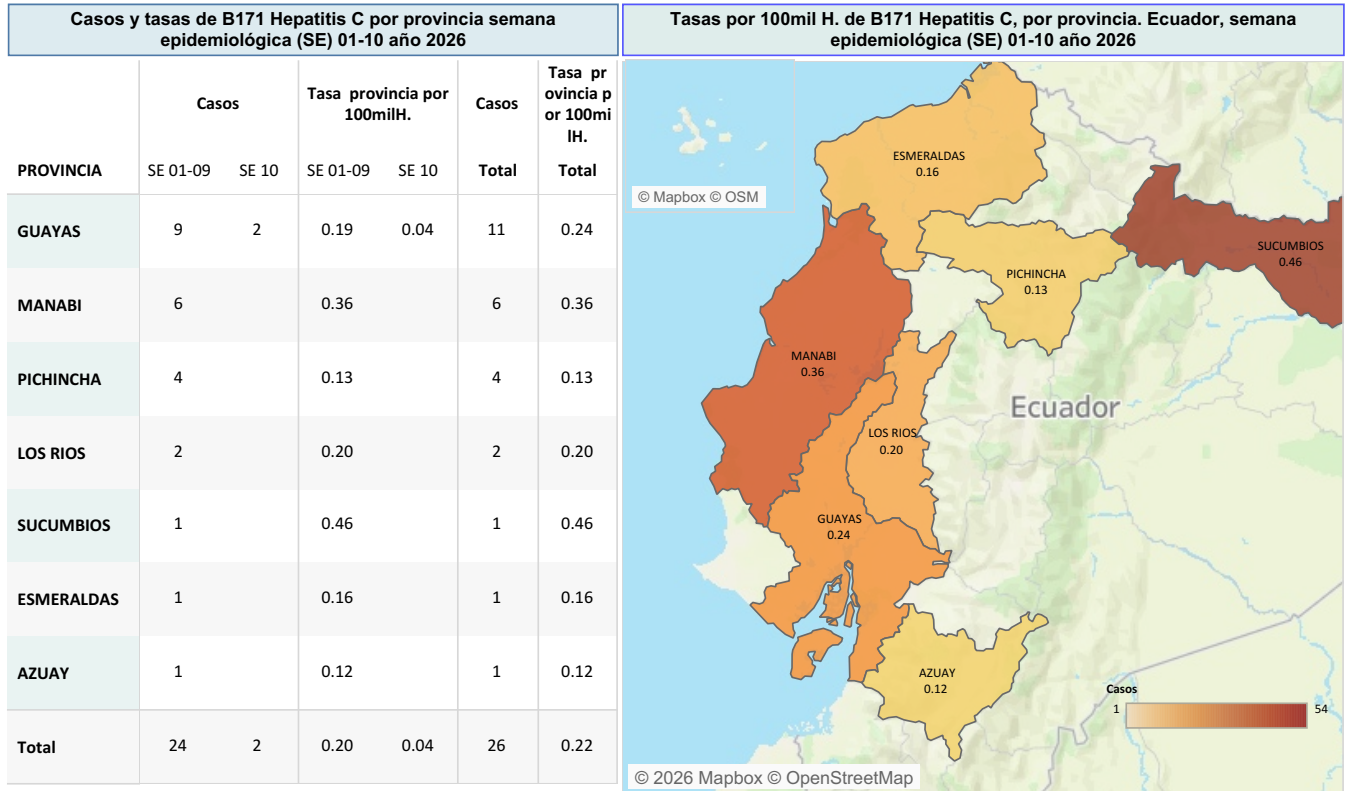 Casos y tasas de B171 Hepatitis C por provincia semana
epidemiológica (SE) 01-10 año 2026
Tasas por 100mil H. de B171 Hepatitis C, por provincia. Ecuador, semana
epidemiológica (SE) 01-10 año 2026
Casos
Tasa provincia por
100milH.
Casos
Tasa pr
ovincia p
or 100mi
lH.
PROVINCIA SE 01-09 SE 10 SE 01-09 SE 10 Total Total
GUAYAS 9 2 0.19 0.04 11 0.24
MANABI 6 0.36 6 0.36
PICHINCHA 4 0.13 4 0.13
LOS RIOS 2 0.20 2 0.20
SUCUMBIOS 1 0.46 1 0.46
ESMERALDAS 1 0.16 1 0.16
AZUAY 1 0.12 1 0.12
Total 24 2 0.20 0.04 26 0.22
© Mapbox © OSM
ESMERALDAS
0.16
SUCUMBIOS
0.46
PICHINCHA
0.13
MANABI
0.36
Ecuador
LOS RIOS
0.20
GUAYAS
0.24
AZUAY
0.12
Casos
1 54
© 2026 Mapbox © OpenStreetMap